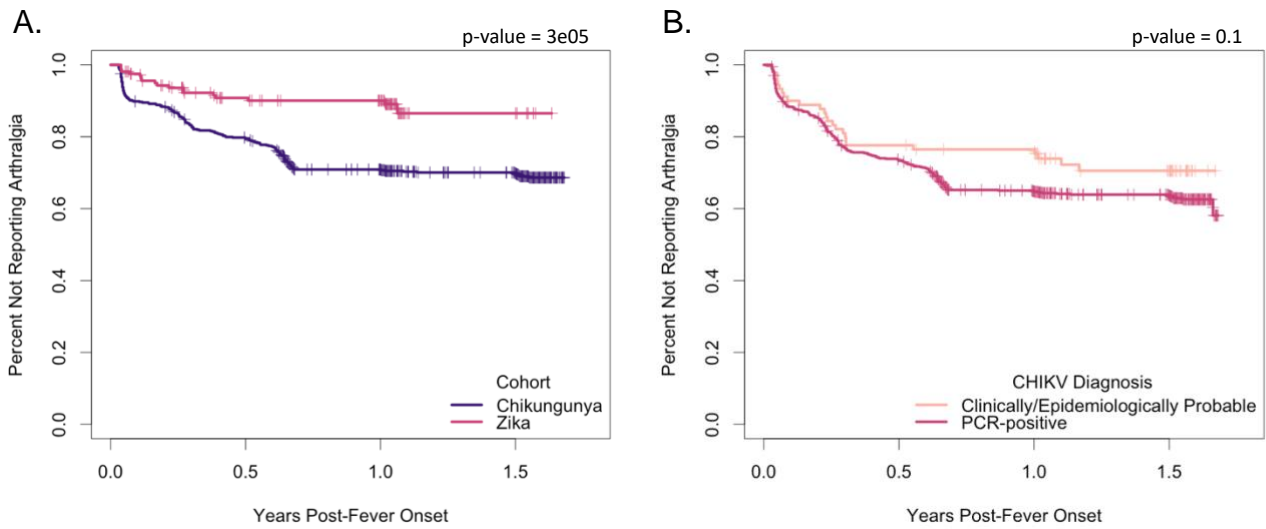 A.
p-value = 3e05
Percent Not Reporting Arthralgia
1.0
0.8
0.6
0.4
0.2
0.0
Cohort
Chikungunya
Zika
0.0 0.5 1.0 1.5
Years Post-Fever Onset
B.
p-value = 0.1
Percent Not Reporting Arthralgia
1.0
0.8
0.6
0.4
0.2
0.0
CHIKV Diagnosis
Clinically/Epidemiologically Probable
PCR-positive
0.0 0.5 1.0 1.5
Years Post-Fever Onset